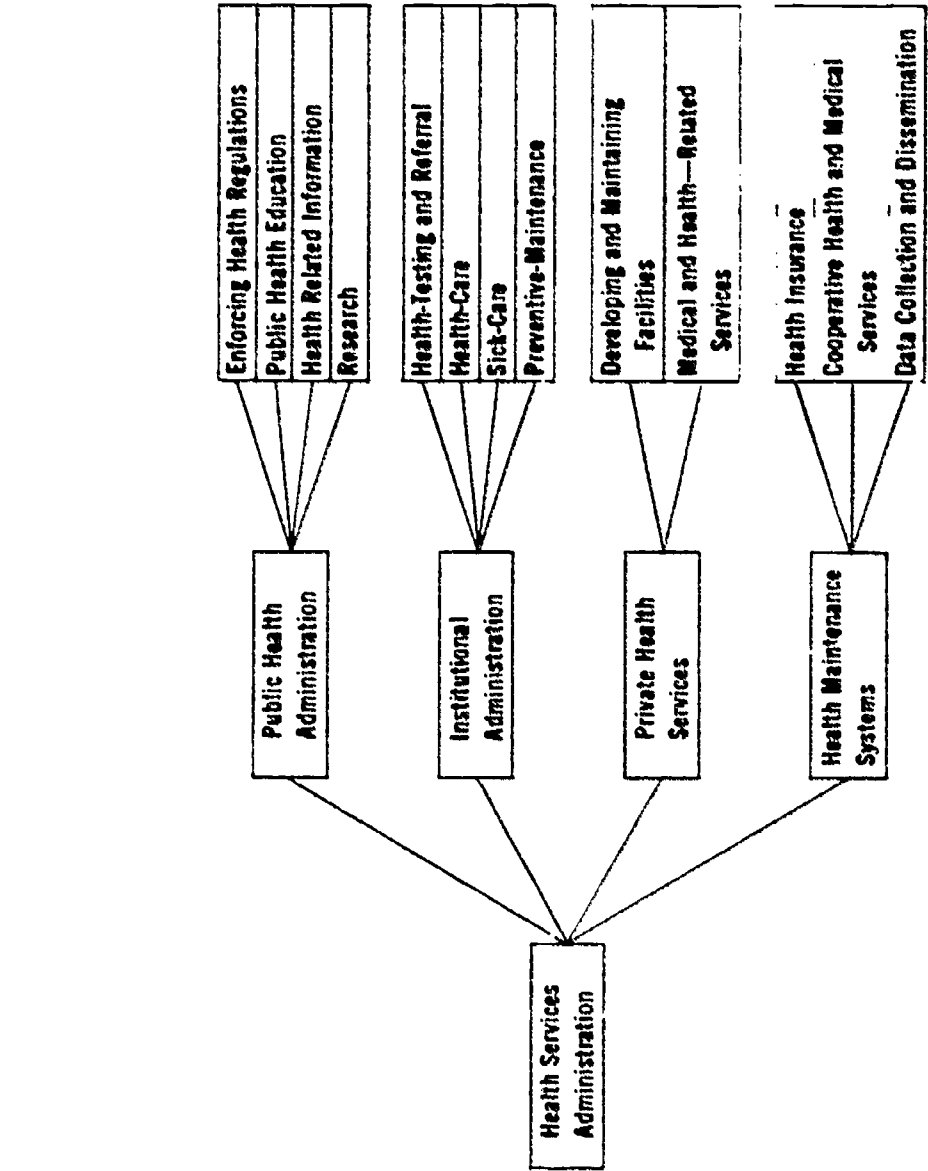 Health Services
Administration
Public Health
Administration
Enforcing Health Regulations
Public Health Education
Health Related Information
Research
Institutional
Administration
Health-Testing and Referral
Health-Care
Sick-Care
Preventive-Maintenance
Private Health
Services
Developing and Maintaining
Facilities
Medical and Health—Related
Services
Health Maintenance
Systems
Health Insurance
Cooperative Health and Medical
Services
Data Collection and Dissemination